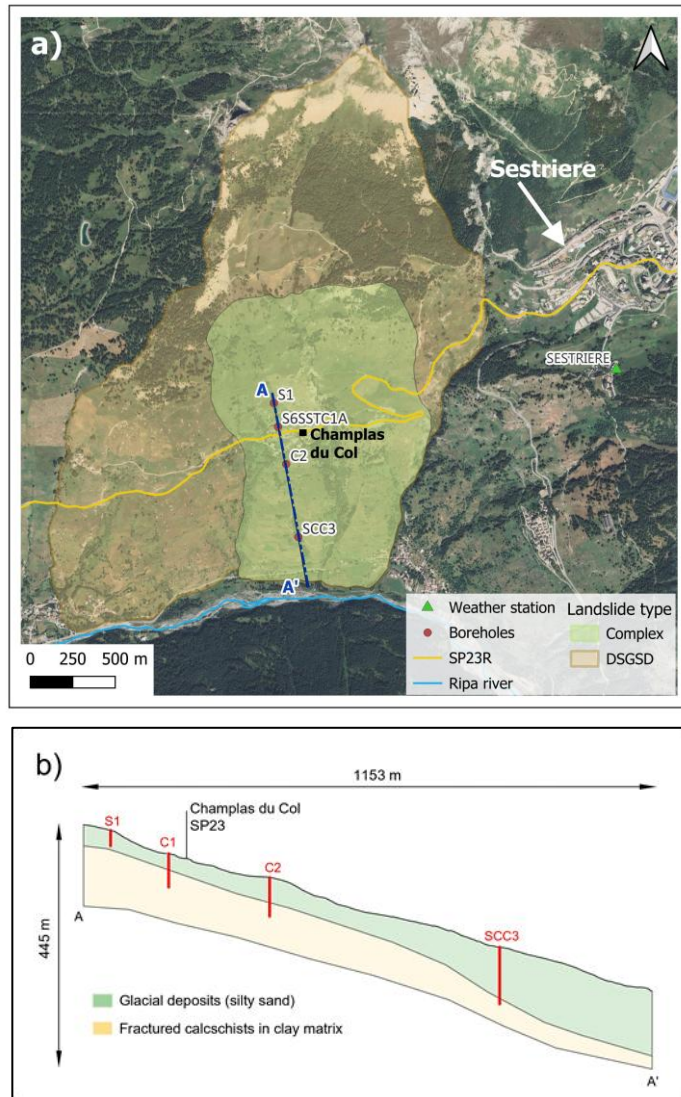 a)
Sestriere
SESTRIERE
A
S1
S6SSTC1A
Champlas
du Col
C2
SCC3
A'
0 250 500 m
Weather station
Boreholes
SP23R
Ripa river
Landslide type
Complex
DSGSD
b)
1153 m
Champlas du Col
SP23
S1
C1
C2
SCC3
445 m
A
A'
Glacial deposits (silty sand)
Fractured calcschists in clay matrix